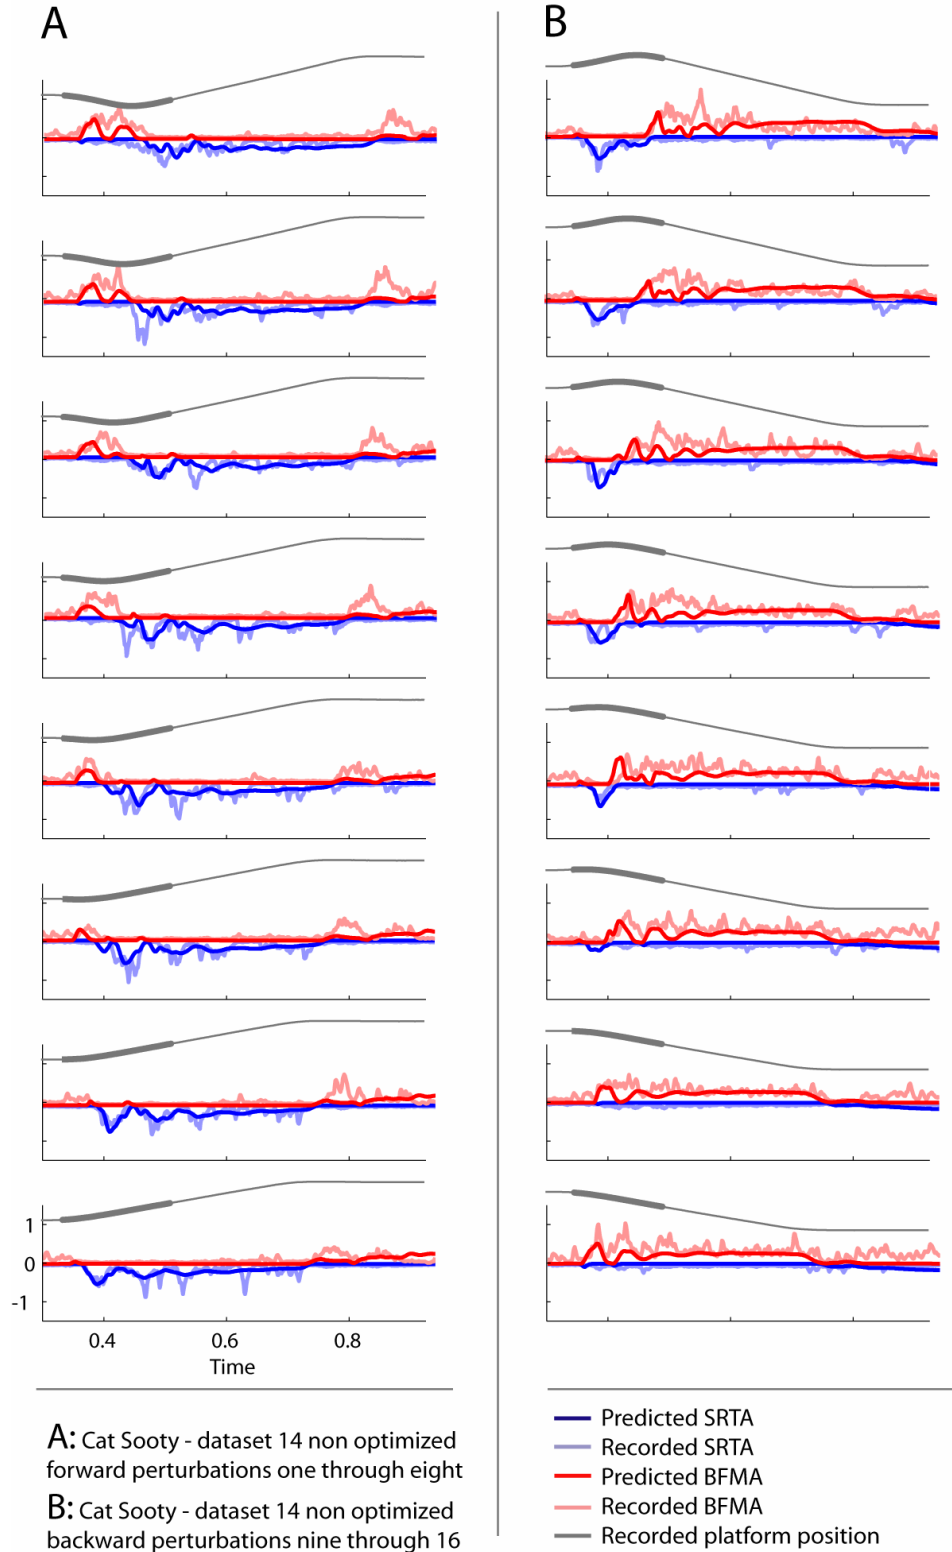 A
B
1
0
-1
0.4 0.6 0.8
Time
A: Cat Sooty - dataset 14 non optimized
forward perturbations one through eight
B: Cat Sooty - dataset 14 non optimized
backward perturbations nine through 16
Predicted SRTA
Recorded SRTA
Predicted BFMA
Recorded BFMA
Recorded platform position